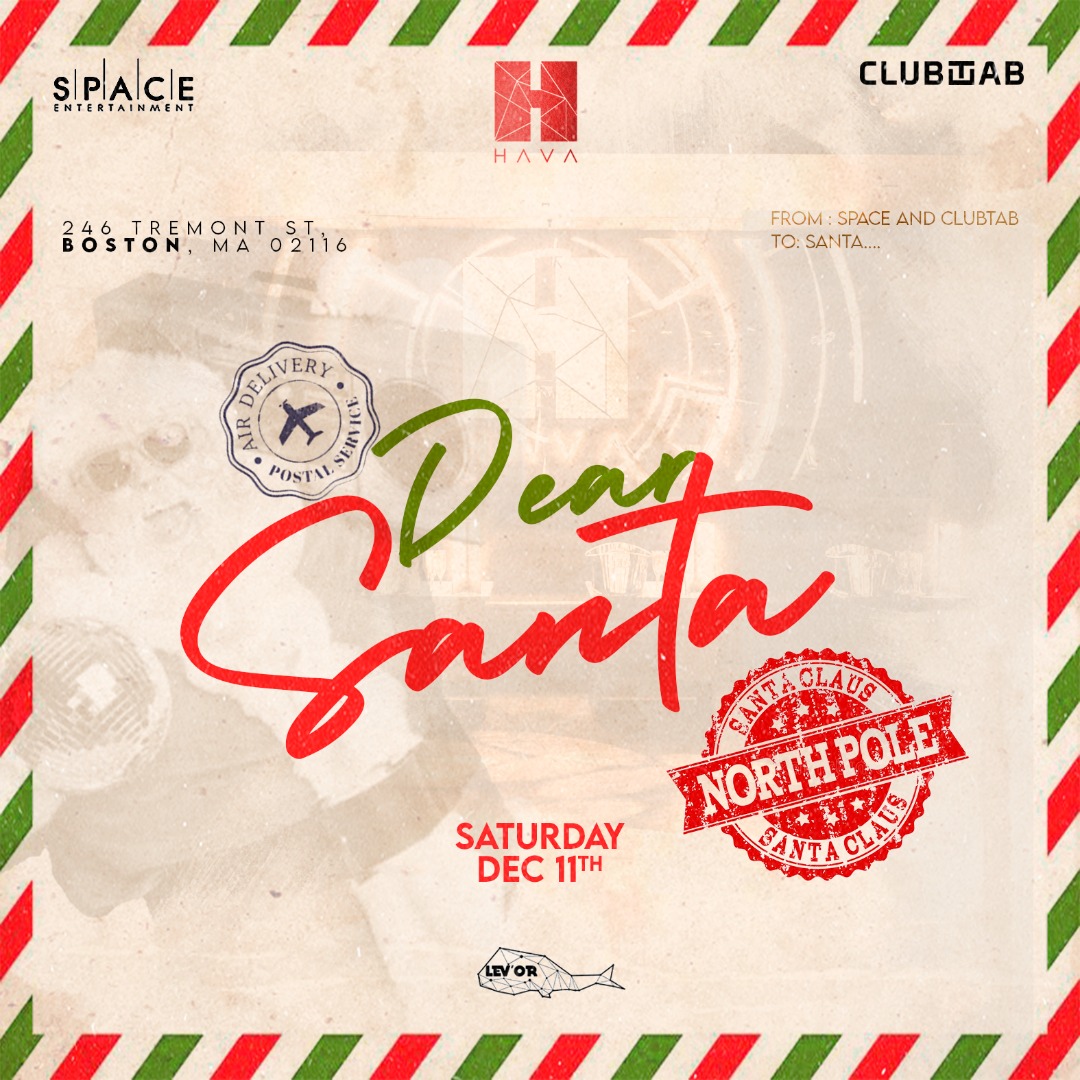 S|P|A|C|E
ENTERTAINMENT
HAVA
CLUBTAB
246 TREMONT ST,
BOSTON, MA 02116
FROM : SPACE AND CLUBTAB
TO: SANTA....
AIR DELIVERY
POSTAL SERVICE
Dear
Santa
SANTA CLAUS
NORTH POLE
SANTA CLAUS
SATURDAY
DEC 11TH
LEV'OR